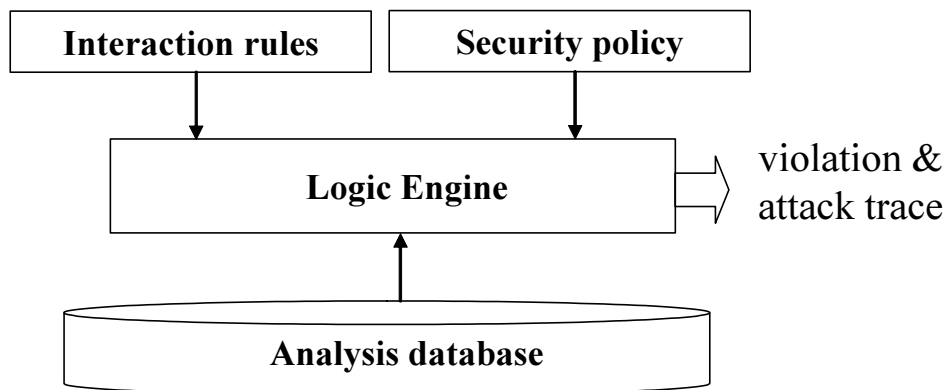 Interaction rules
Security policy
Logic Engine
violation &
attack trace
Analysis database